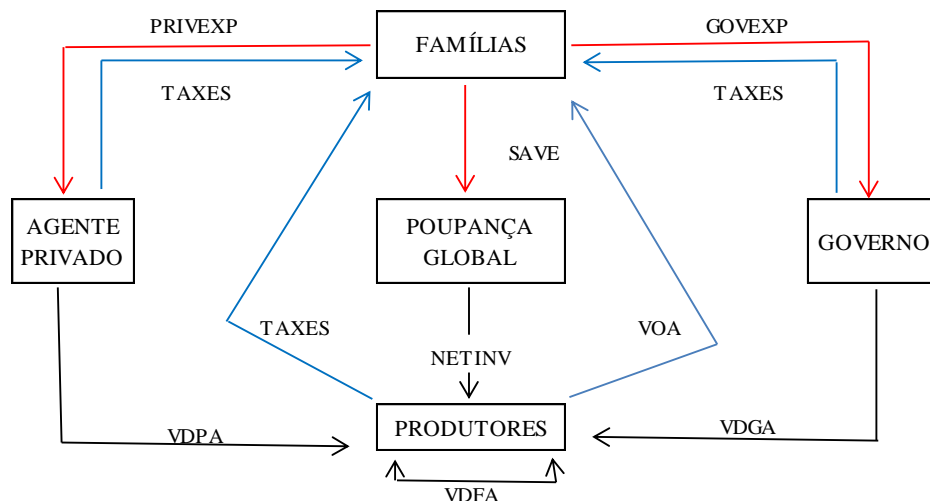 PRIVEXP
FAMÍLIAS
GOVEXP
TAXES
TAXES
SAVE
AGENTE
PRIVADO
POUPANÇA
GLOBAL
GOVERNO
TAXES
VOA
NETINV
PRODUTORES
VDPA
VDGA
VDFA